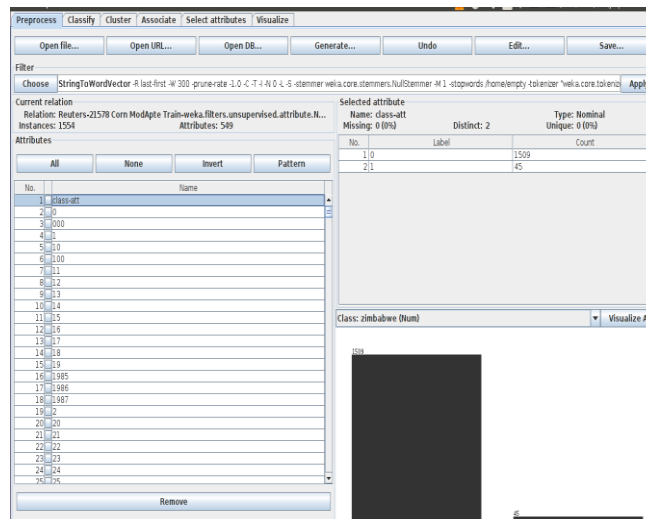 Preprocess Classify Cluster Associate Select attributes Visualize
Open file... Open URL... Open DB... Generate... Undo Edit... Save...
Filter
Choose StringToWordVector -R last-first -W 300 -prune-rate -1.0 -C -T -I -N 0 -L -S -stemmer weka.core.stemmers.NullStemmer -M 1 -stopwords /home/empty -tokenizer "weka.core.tokeniz Apply
Current relation
Relation: Reuters-21578 Corn ModApte Train-weka.filters.unsupervised.attribute.N...
Instances: 1554 Attributes: 549
Attributes
All None Invert Pattern
No. Name
1 class-att
2 0
3 000
4 1
5 10
6 100
7 11
8 12
9 13
10 14
11 15
12 16
13 17
14 18
15 19
16 1985
17 1986
18 1987
19 2
20 20
21 21
22 22
23 23
24 24
25 25
Remove
Selected attribute
Name: class-att Type: Nominal
Missing: 0 (0%) Distinct: 2 Unique: 0 (0%)
No. Label Count
1 0 1509
2 1 45
Class: zimbabwe (Num) Visualize A
1509
45